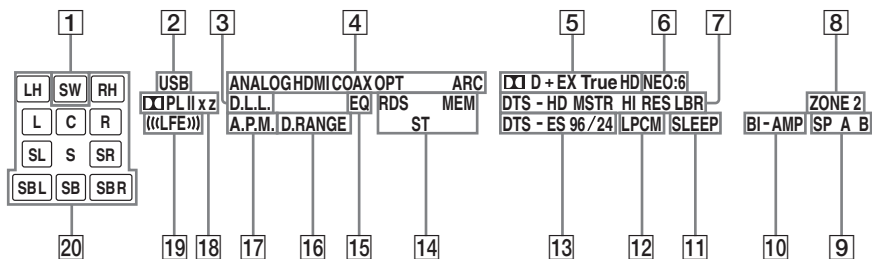 1 2 3 4 5 6 7 8
LH SW RH
USB
ANALOG HDMI COAX OPT ARC
D + EX True HD NEO:6
PL II x z
D.L.L. EQ RDS MEM
DTS - HD MSTR HI RES LBR
ZONE 2
L C R
(((LFE)))
A.P.M. D.RANGE ST
DTS - ES 96/24 LPCM SLEEP
BI - AMP SP A B
SL S SR
SBL SB SBR
20 19 18 17 16 15 14 13 12 11 10 9